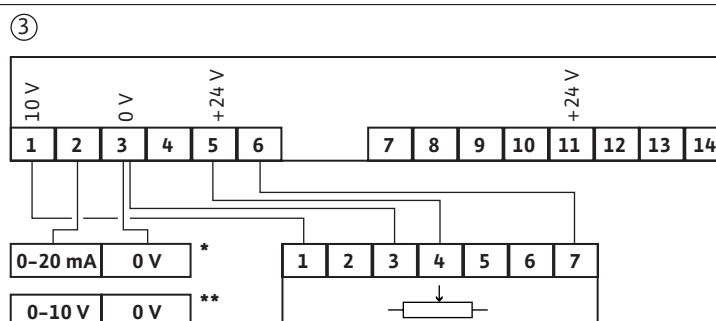 ③
10 V 0 V +24 V +24 V
1 2 3 4 5 6 7 8 9 10 11 12 13 14
0–20 mA 0 V * 1 2 3 4 5 6 7
0–10 V 0 V **